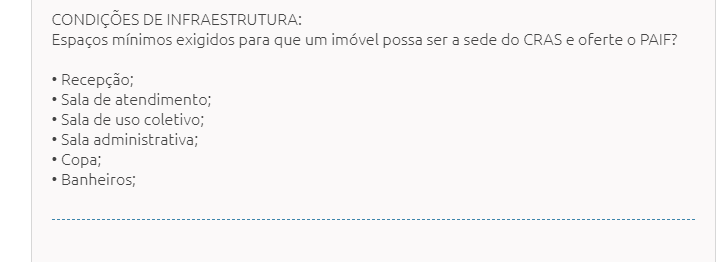 CONDIÇÕES DE INFRAESTRUTURA:
Espaços mínimos exigidos para que um imóvel possa ser a sede do CRAS e oferte o PAIF?
• Recepção;
• Sala de atendimento;
• Sala de uso coletivo;
• Sala administrativa;
• Copa;
• Banheiros;